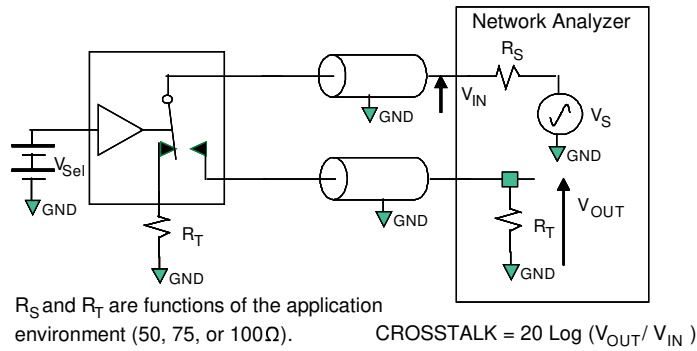 Network Analyzer
RS
VIN
VS
GND
GND
VSel
GND
RT
GND
GND
RT
VOUT
GND
RS and RT are functions of the application
environment (50, 75, or 100Ω).
CROSSTALK = 20 Log (VOUT/ VIN )